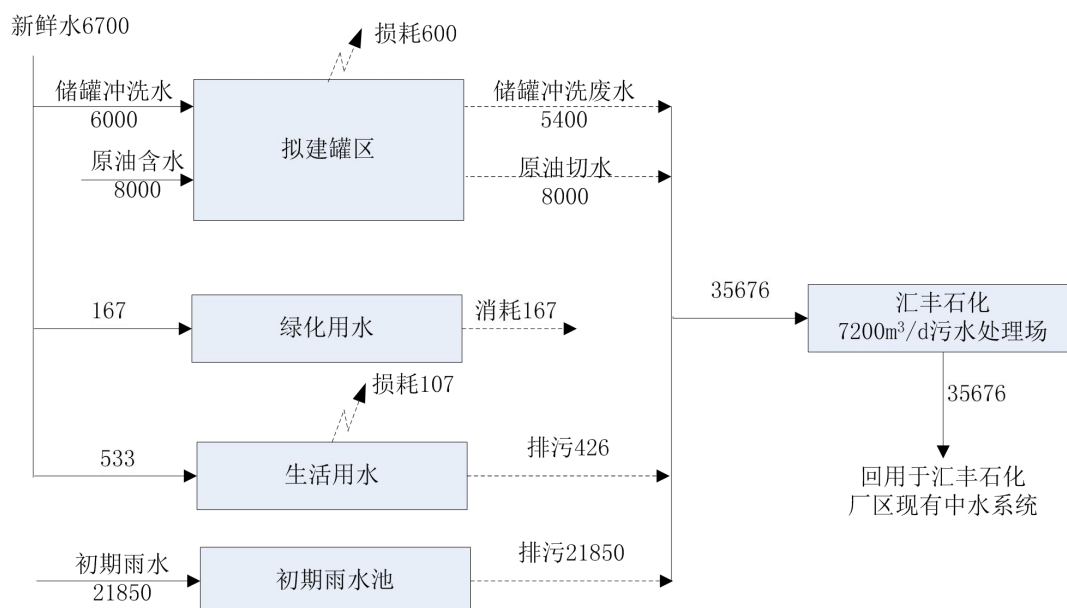 新鲜水6700
损耗600
储罐冲洗水
6000
储罐冲洗废水
5400
拟建罐区
原油含水
8000
原油切水
8000
167
绿化用水
消耗167
35676
汇丰石化
7200m³/d污水处理场
损耗107
35676
533
生活用水
排污426
回用于汇丰石化
厂区现有中水系统
初期雨水
21850
初期雨水池
排污21850